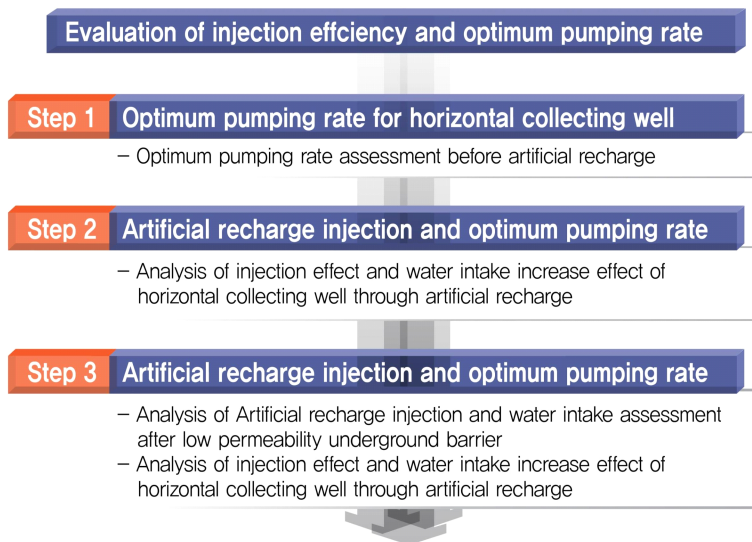 Evaluation of injection effciency and optimum pumping rate
Step 1 Optimum pumping rate for horizontal collecting well
– Optimum pumping rate assessment before artificial recharge
Step 2 Artificial recharge injection and optimum pumping rate
– Analysis of injection effect and water intake increase effect of
horizontal collecting well through artificial recharge
Step 3 Artificial recharge injection and optimum pumping rate
– Analysis of Artificial recharge injection and water intake assessment
after low permeability underground barrier
– Analysis of injection effect and water intake increase effect of
horizontal collecting well through artificial recharge